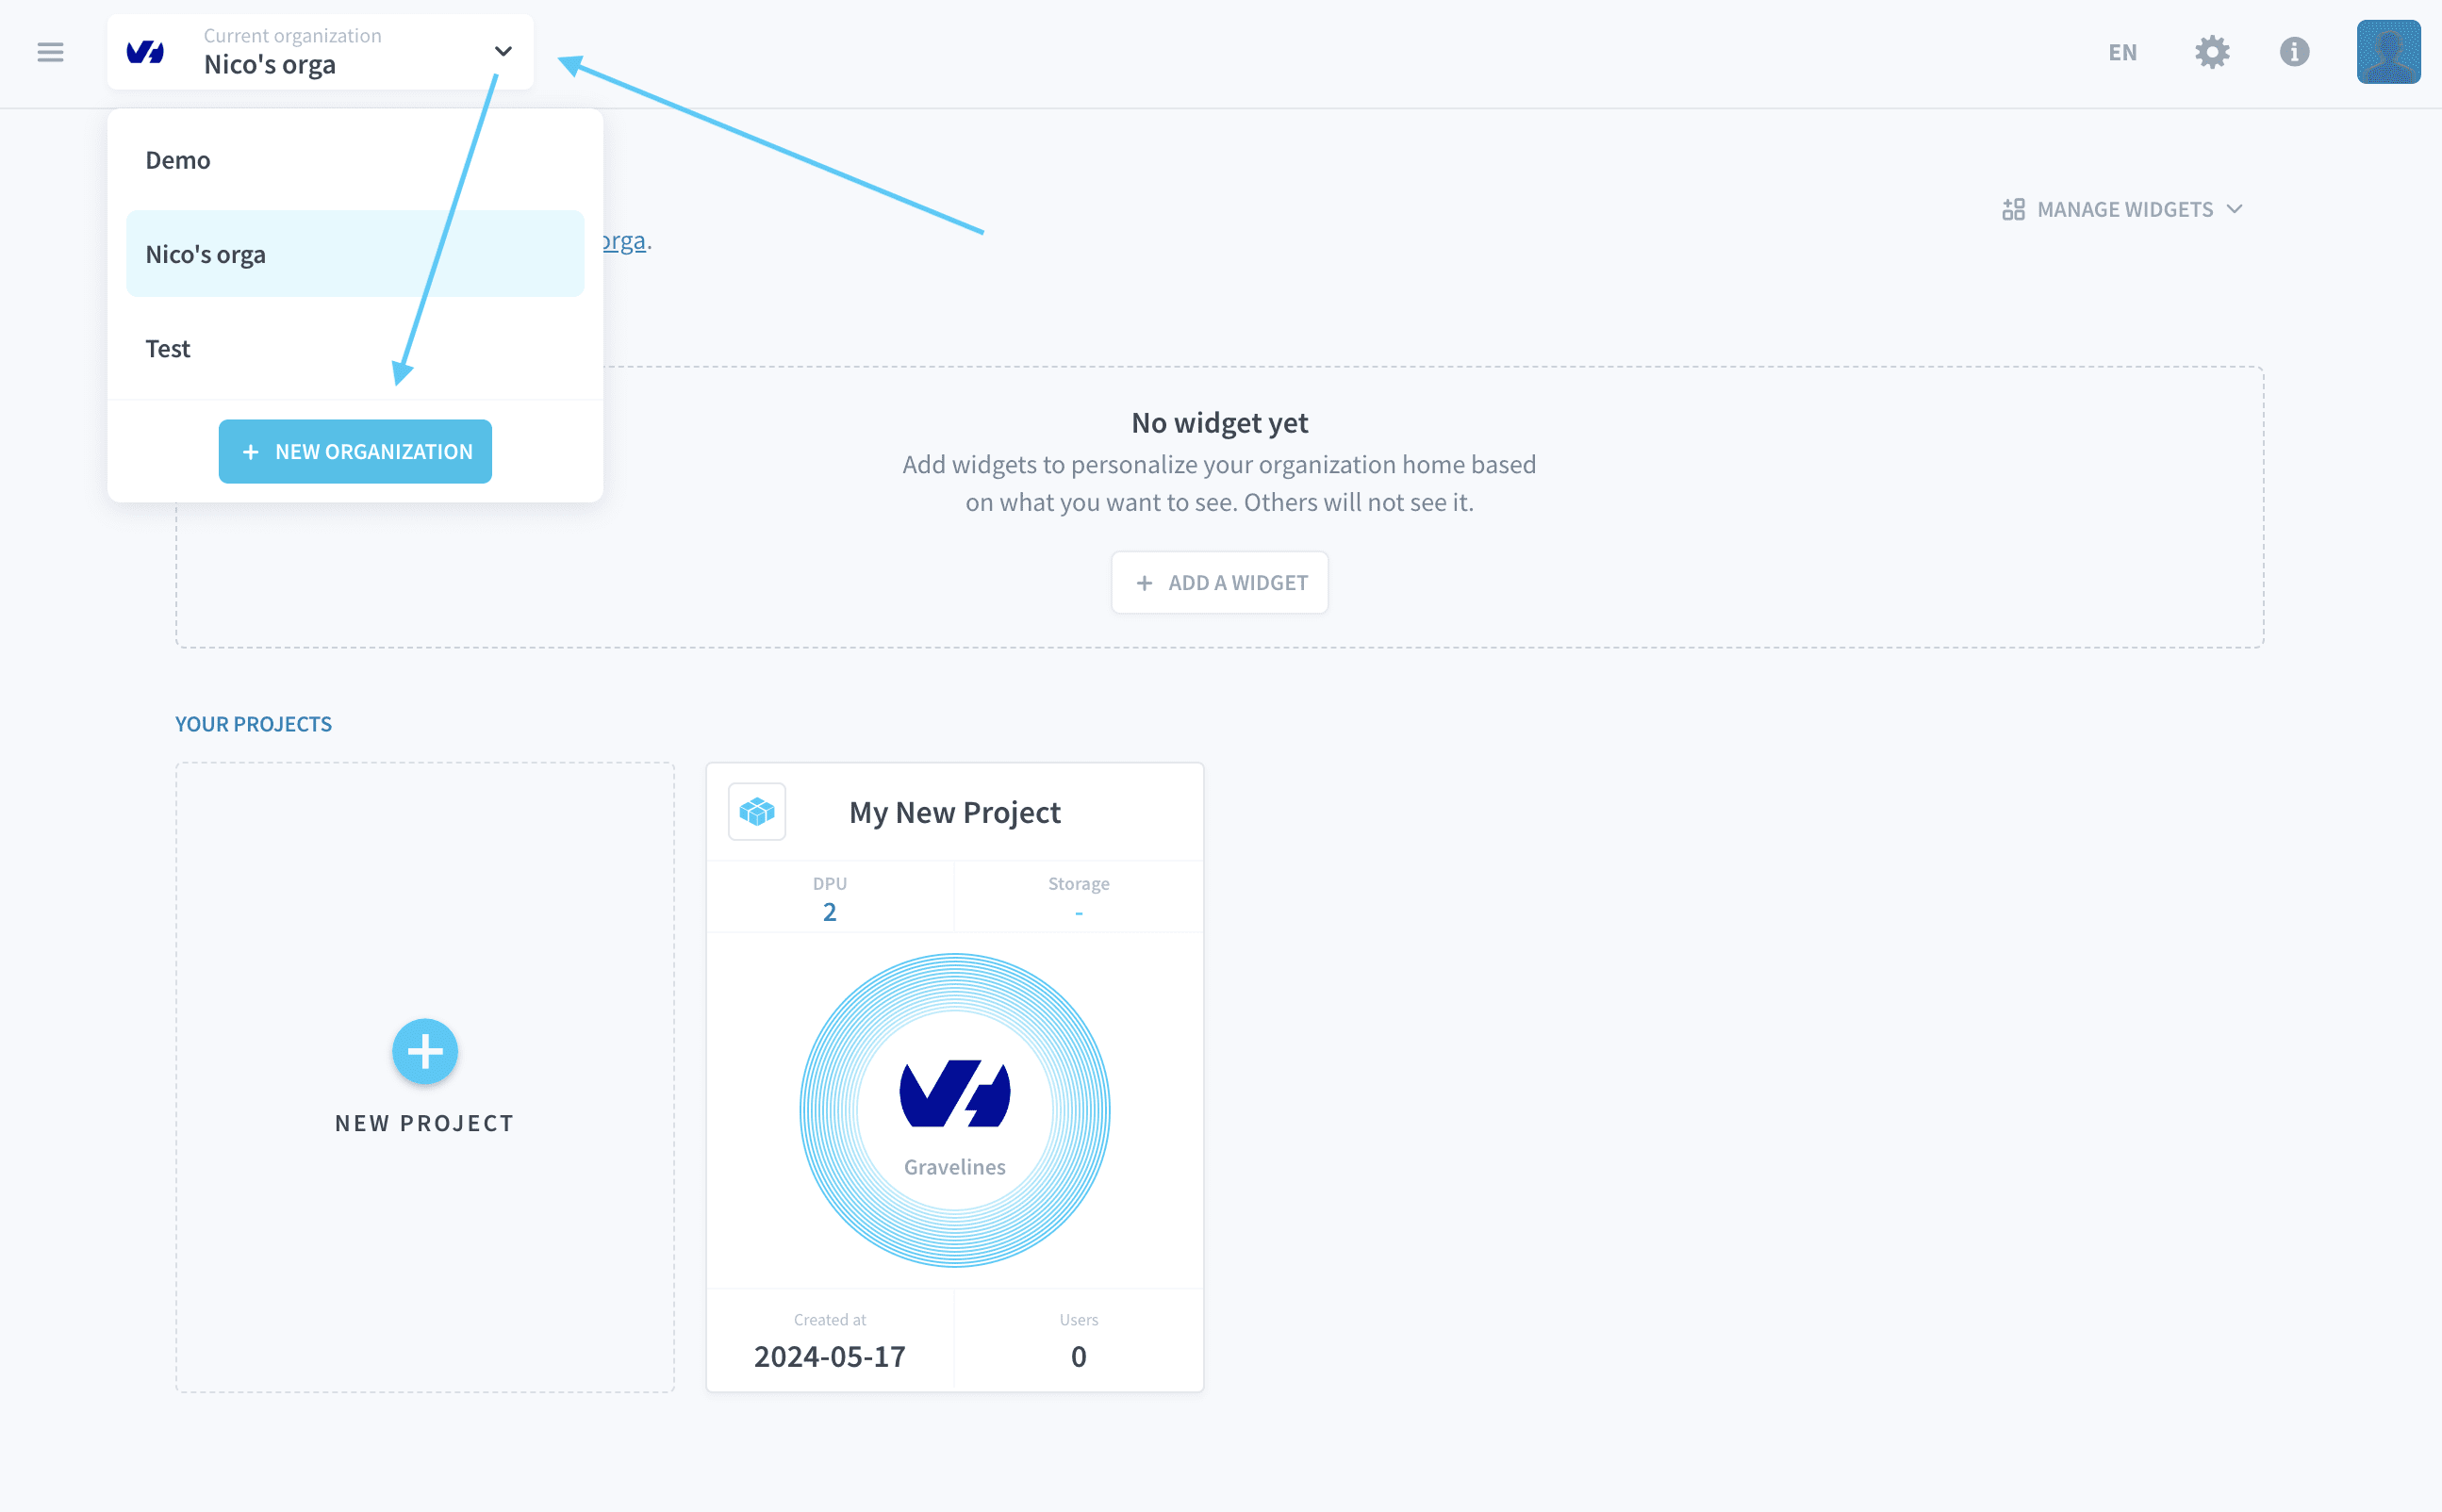 Current organization
Nico's orga
EN
Demo
Nico's orga
Test
+ NEW ORGANIZATION
MANAGE WIDGETS
orga.
No widget yet
Add widgets to personalize your organization home based
on what you want to see. Others will not see it.
+ ADD A WIDGET
YOUR PROJECTS
NEW PROJECT
My New Project
DPU
2
Storage
-
Gravelines
Created at
2024-05-17
Users
0